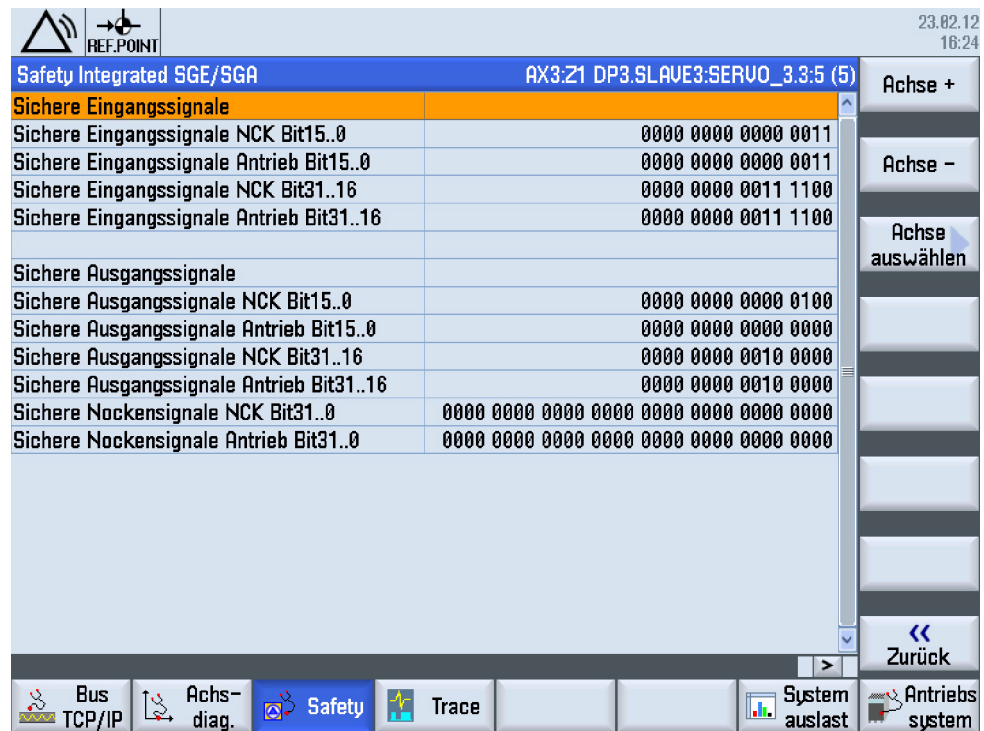 REF.POINT
23.02.12
16:24
Safety Integrated SGE/SGA AX3:Z1 DP3.SLAVE3:SERVO_3.3:5 (5)
Sichere Eingangssignale
Sichere Eingangssignale NCK Bit15..0 0000 0000 0000 0011
Sichere Eingangssignale Antrieb Bit15..0 0000 0000 0000 0011
Sichere Eingangssignale NCK Bit31..16 0000 0000 0011 1100
Sichere Eingangssignale Antrieb Bit31..16 0000 0000 0011 1100
Sichere Ausgangssignale
Sichere Ausgangssignale NCK Bit15..0 0000 0000 0000 0100
Sichere Ausgangssignale Antrieb Bit15..0 0000 0000 0000 0000
Sichere Ausgangssignale NCK Bit31..16 0000 0000 0010 0000
Sichere Ausgangssignale Antrieb Bit31..16 0000 0000 0010 0000
Sichere Nockensignale NCK Bit31..0 0000 0000 0000 0000 0000 0000 0000 0000
Sichere Nockensignale Antrieb Bit31..0 0000 0000 0000 0000 0000 0000 0000 0000
Achse +
Achse -
Achse
auswählen
<<
Zurück
>
Bus
TCP/IP
Achs-
diag.
Safety
Trace
System
auslast
Antriebs
system